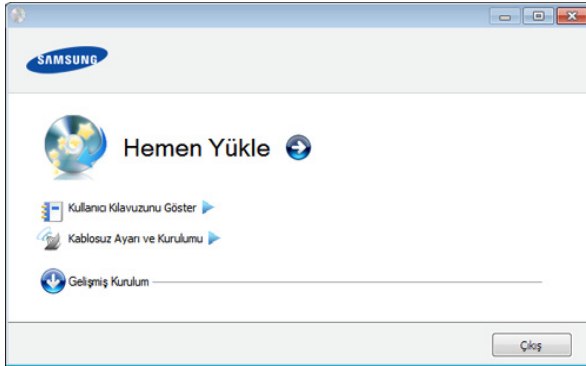 SAMSUNG
Hemen Yükle
Kullanıcı Kılavuzunu Göster
Kablosuz Ayarı ve Kurulumu
Gelişmiş Kurulum
Çıkış